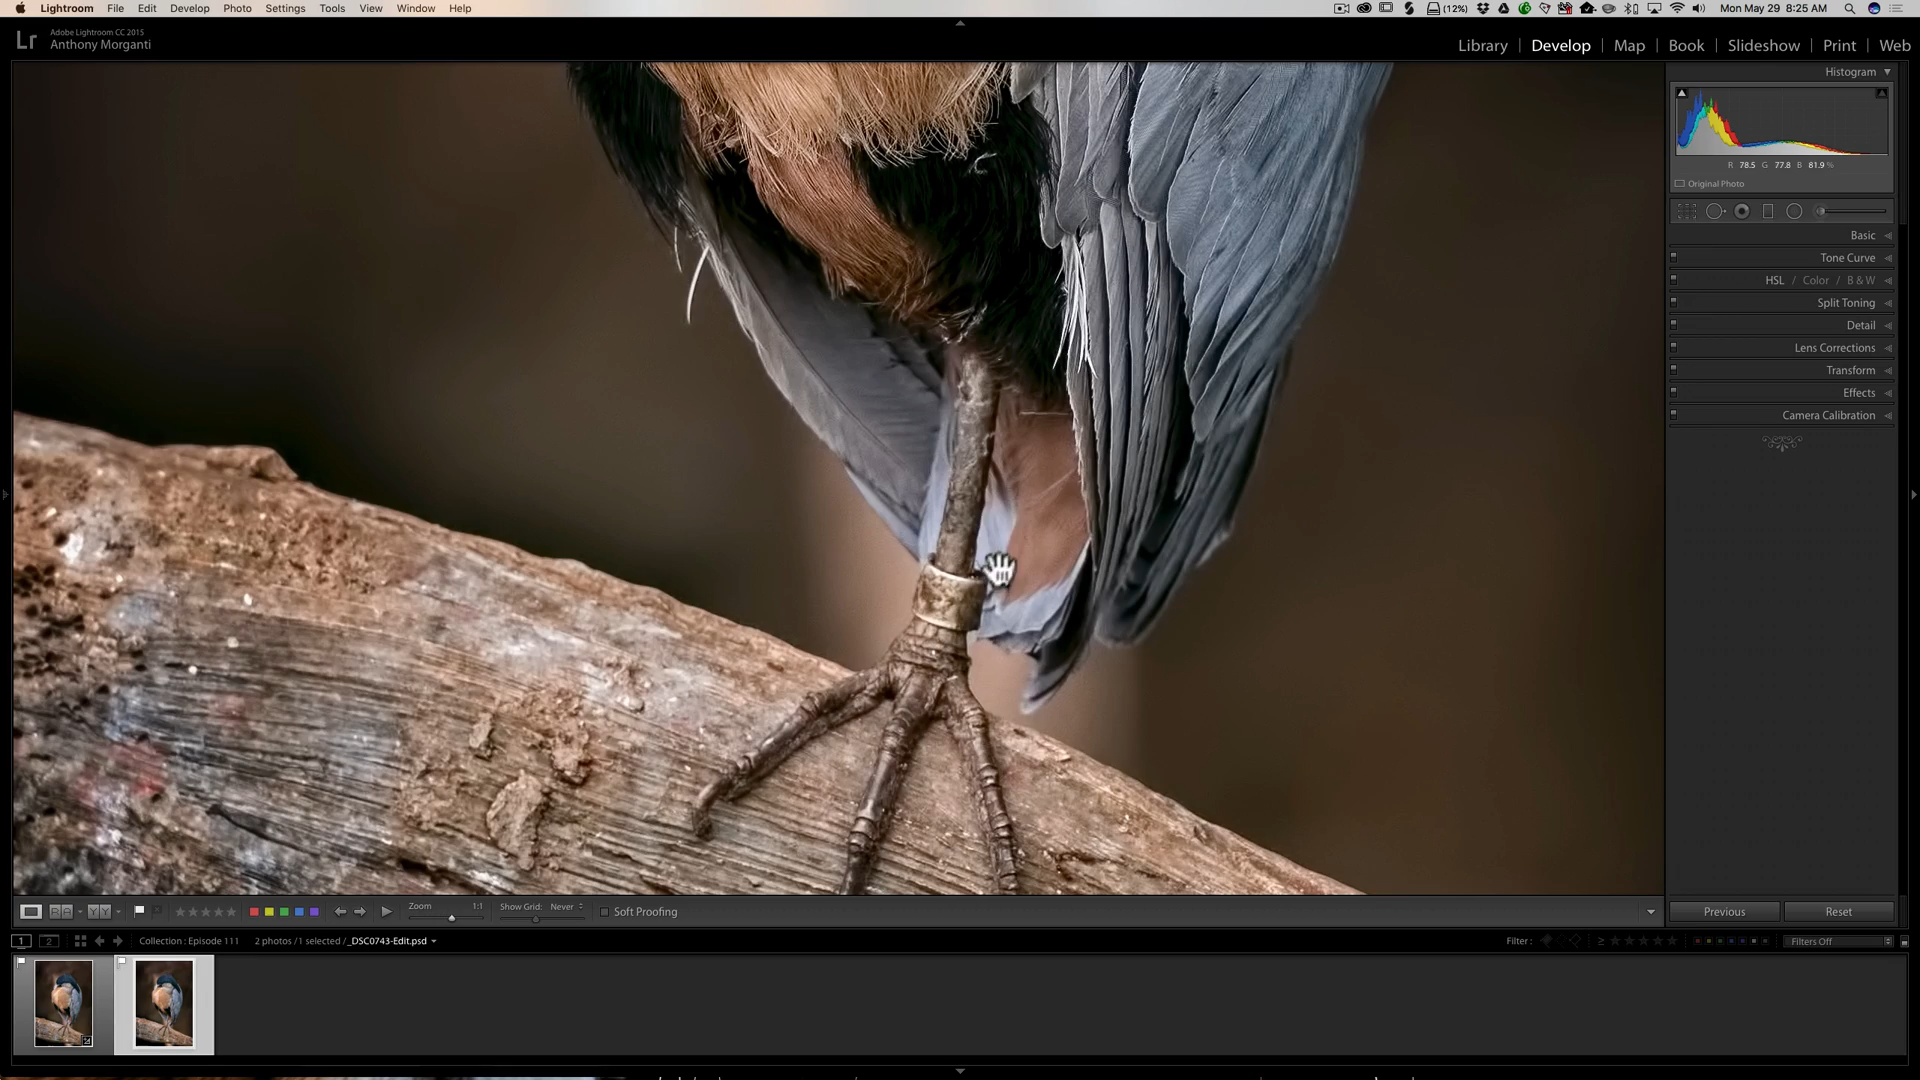 Lightroom File Edit Develop Photo Settings Tools View Window Help (12%) Mon May 29 8:25 AM
Lr Adobe Lightroom CC 2015
Anthony Morganti
Library | Develop | Map | Book | Slideshow | Print | Web
Histogram
R 78.5 G 77.8 B 81.9 %
Original Photo
Basic
Tone Curve
HSL / Color / B & W
Split Toning
Detail
Lens Corrections
Transform
Effects
Camera Calibration
Zoom 1:1 Show Grid: Never Soft Proofing
Previous Reset
1 2 Collection : Episode 111 2 photos /1 selected /_DSC0743-Edit.psd Filter : Filters Off